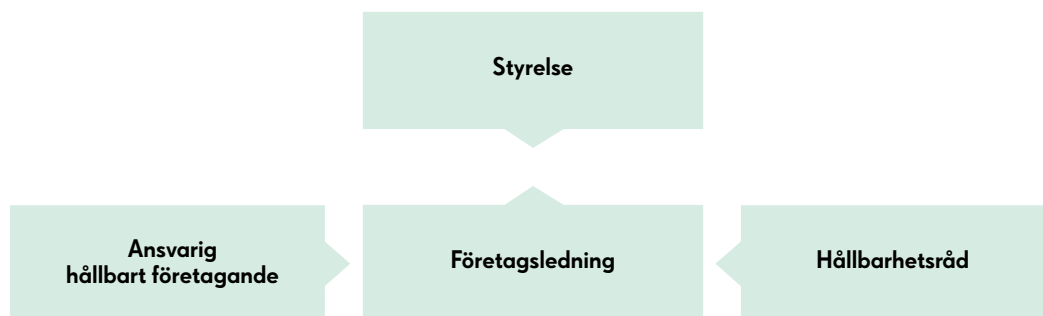 Styrelse
Ansvarig
hållbart företagande
Företagsledning
Hållbarhetsråd